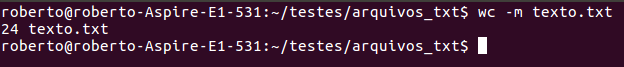 roberto@roberto-Aspire-E1-531:~/testes/arquivos_txt$ wc -m texto.txt
24 texto.txt
roberto@roberto-Aspire-E1-531:~/testes/arquivos_txt$